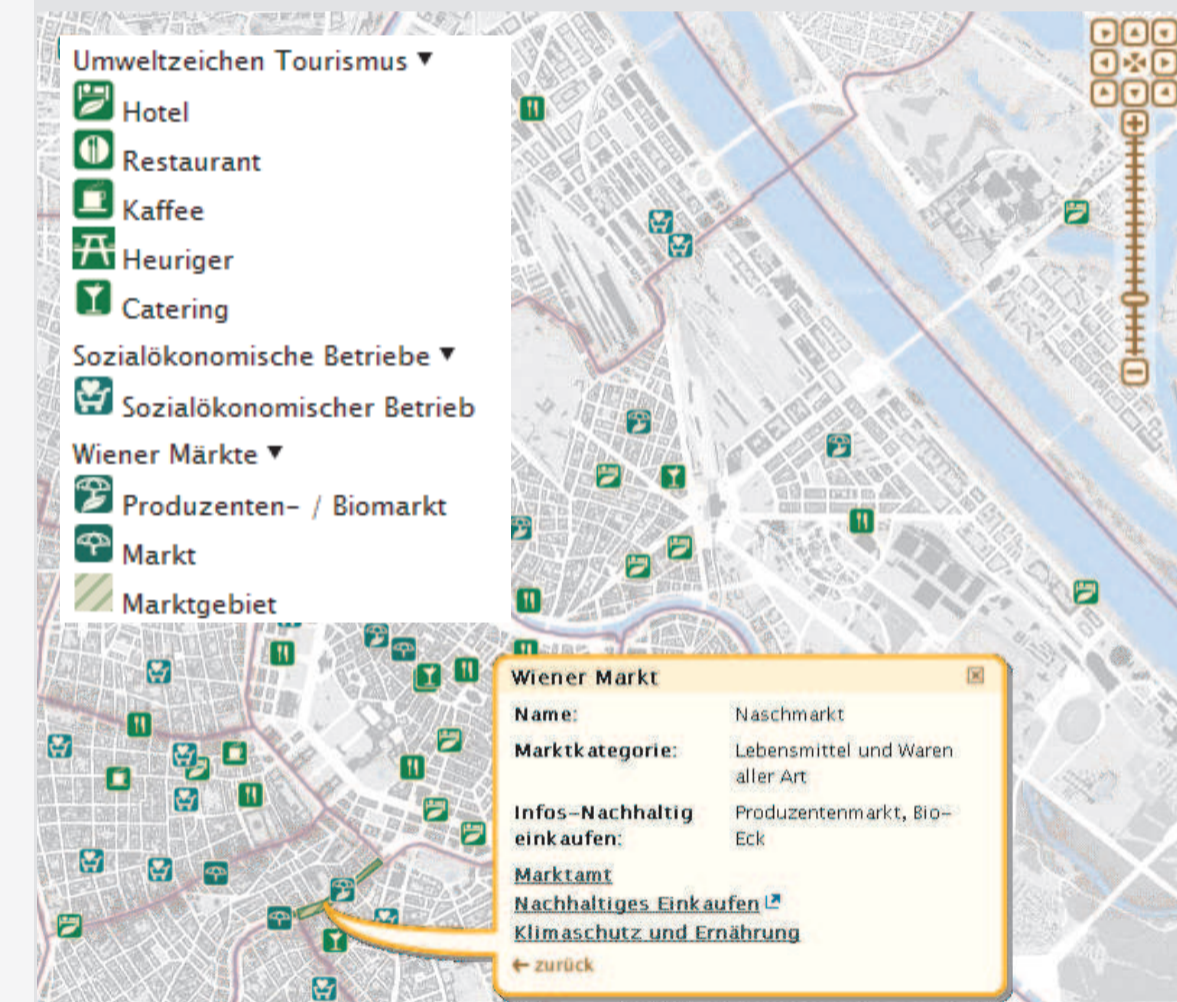 Umweltzeichen Tourismus ▼
Hotel
Restaurant
Kaffee
Heuriger
Catering
Sozialökonomische Betriebe ▼
Sozialökonomischer Betrieb
Wiener Märkte ▼
Produzenten- / Biomarkt
Markt
Marktgebiet
Wiener Markt
Name: Naschmarkt
Marktkategorie: Lebensmittel und Waren
aller Art
Infos-Nachhaltig Produzentenmarkt, Bio-
einkaufen: Eck
Marktamt
Nachhaltiges Einkaufen
Klimaschutz und Ernährung
← zurück